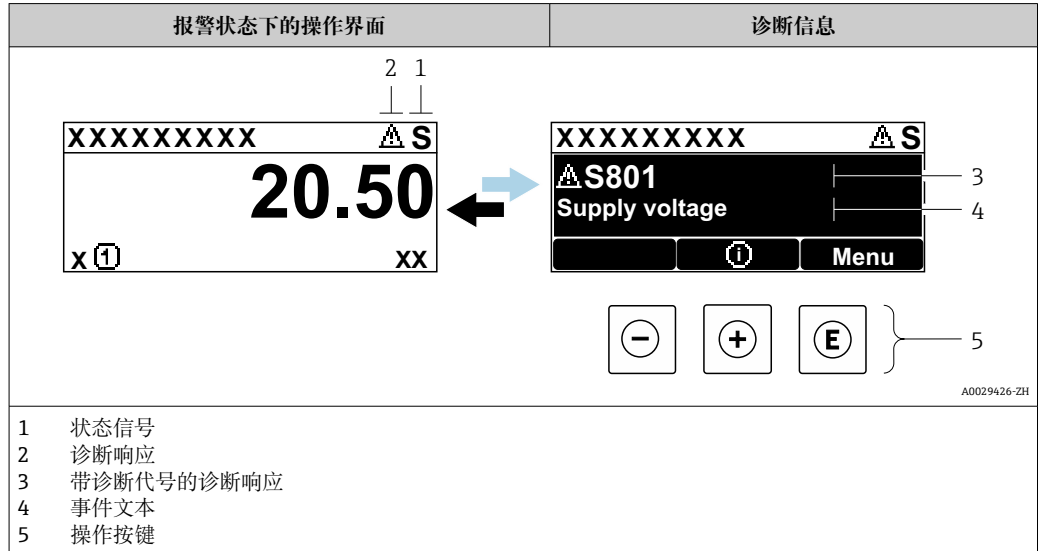 报警状态下的操作界面
诊断信息
2 1
XXXXXXXXX S
20.50
X 1 XX
XXXXXXXXX S
S801
Supply voltage
i Menu
3
4
- + E
5
A0029426-ZH
1 状态信号
2 诊断响应
3 带诊断代号的诊断响应
4 事件文本
5 操作按键